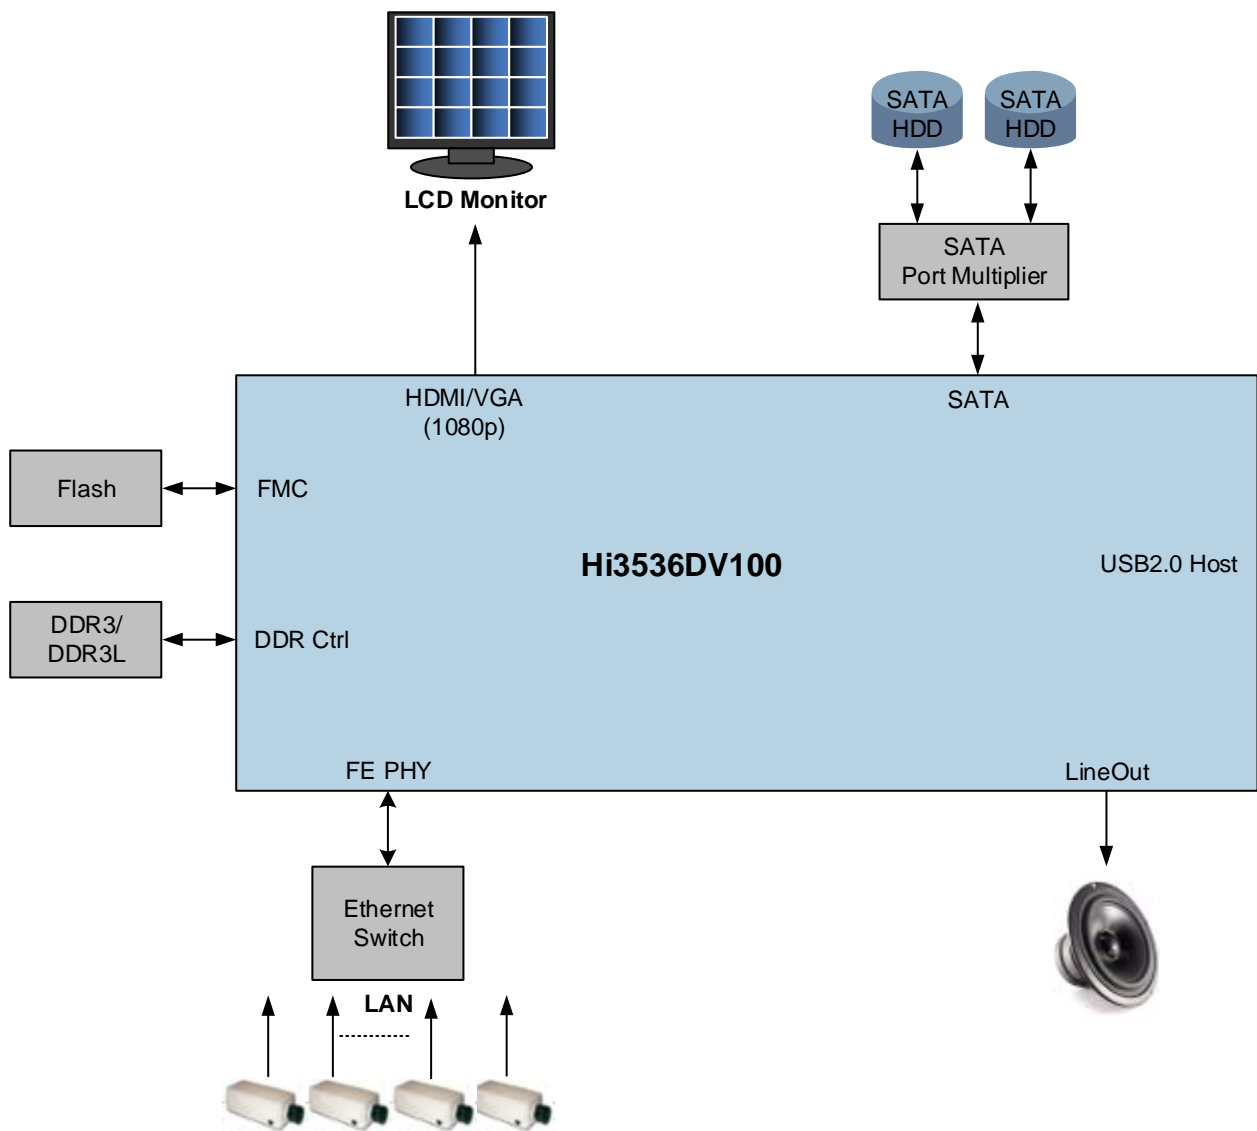 SATA
HDD
SATA
HDD
LCD Monitor
SATA
Port Multiplier
HDMI/VGA
(1080p)
SATA
Flash
FMC
Hi3536DV100
USB2.0 Host
DDR3/
DDR3L
DDR Ctrl
FE PHY
LineOut
Ethernet
Switch
LAN